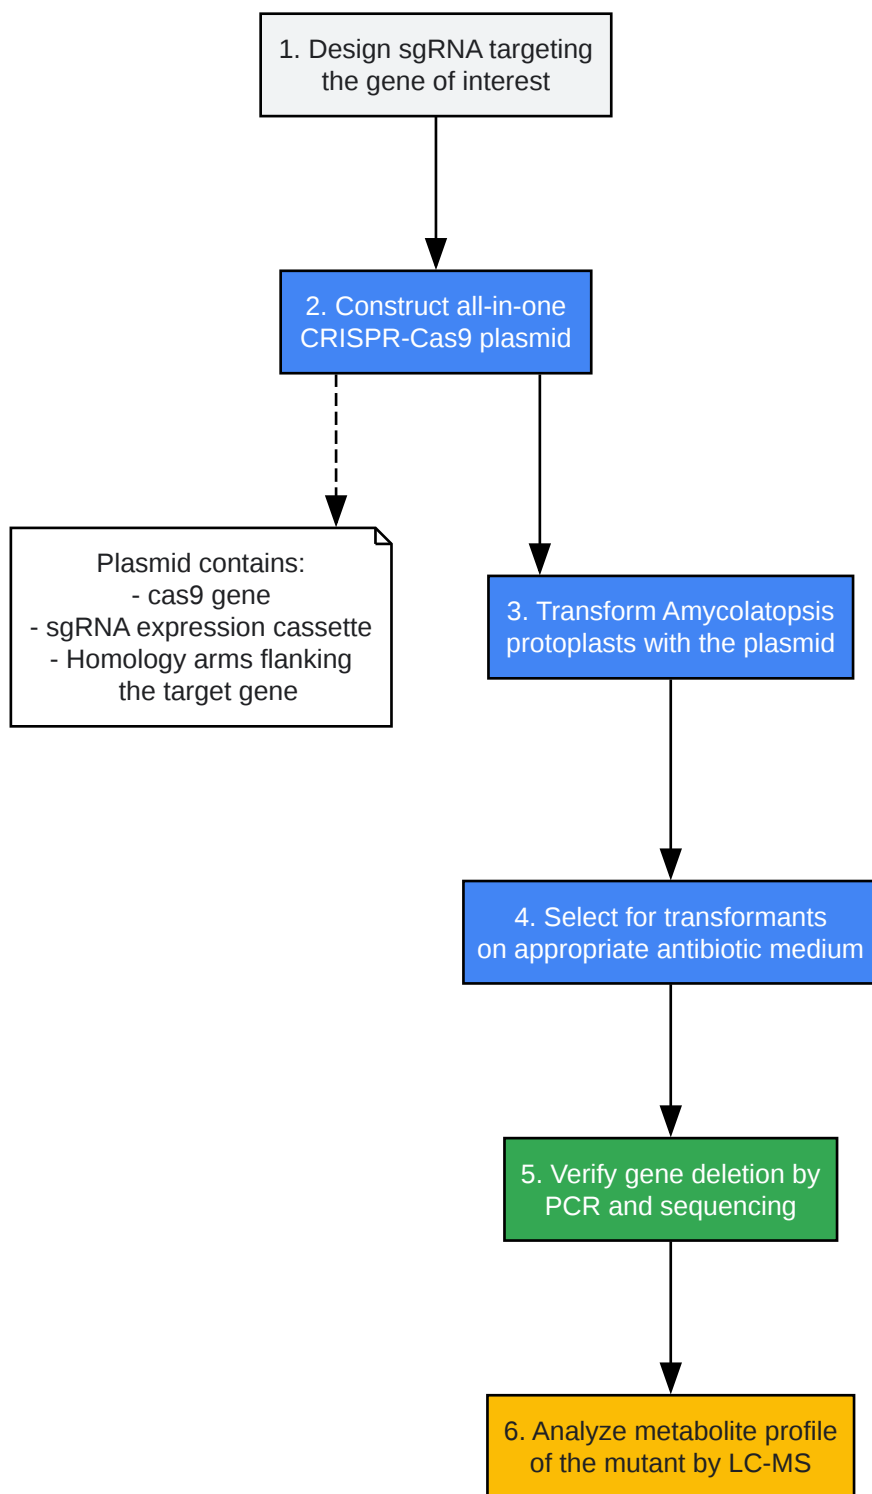 1. Design sgRNA targeting
the gene of interest
2. Construct all-in-one
CRISPR-Cas9 plasmid
Plasmid contains:
- cas9 gene
- sgRNA expression cassette
- Homology arms flanking
the target gene
3. Transform Amycolatopsis
protoplasts with the plasmid
4. Select for transformants
on appropriate antibiotic medium
5. Verify gene deletion by
PCR and sequencing
6. Analyze metabolite profile
of the mutant by LC-MS